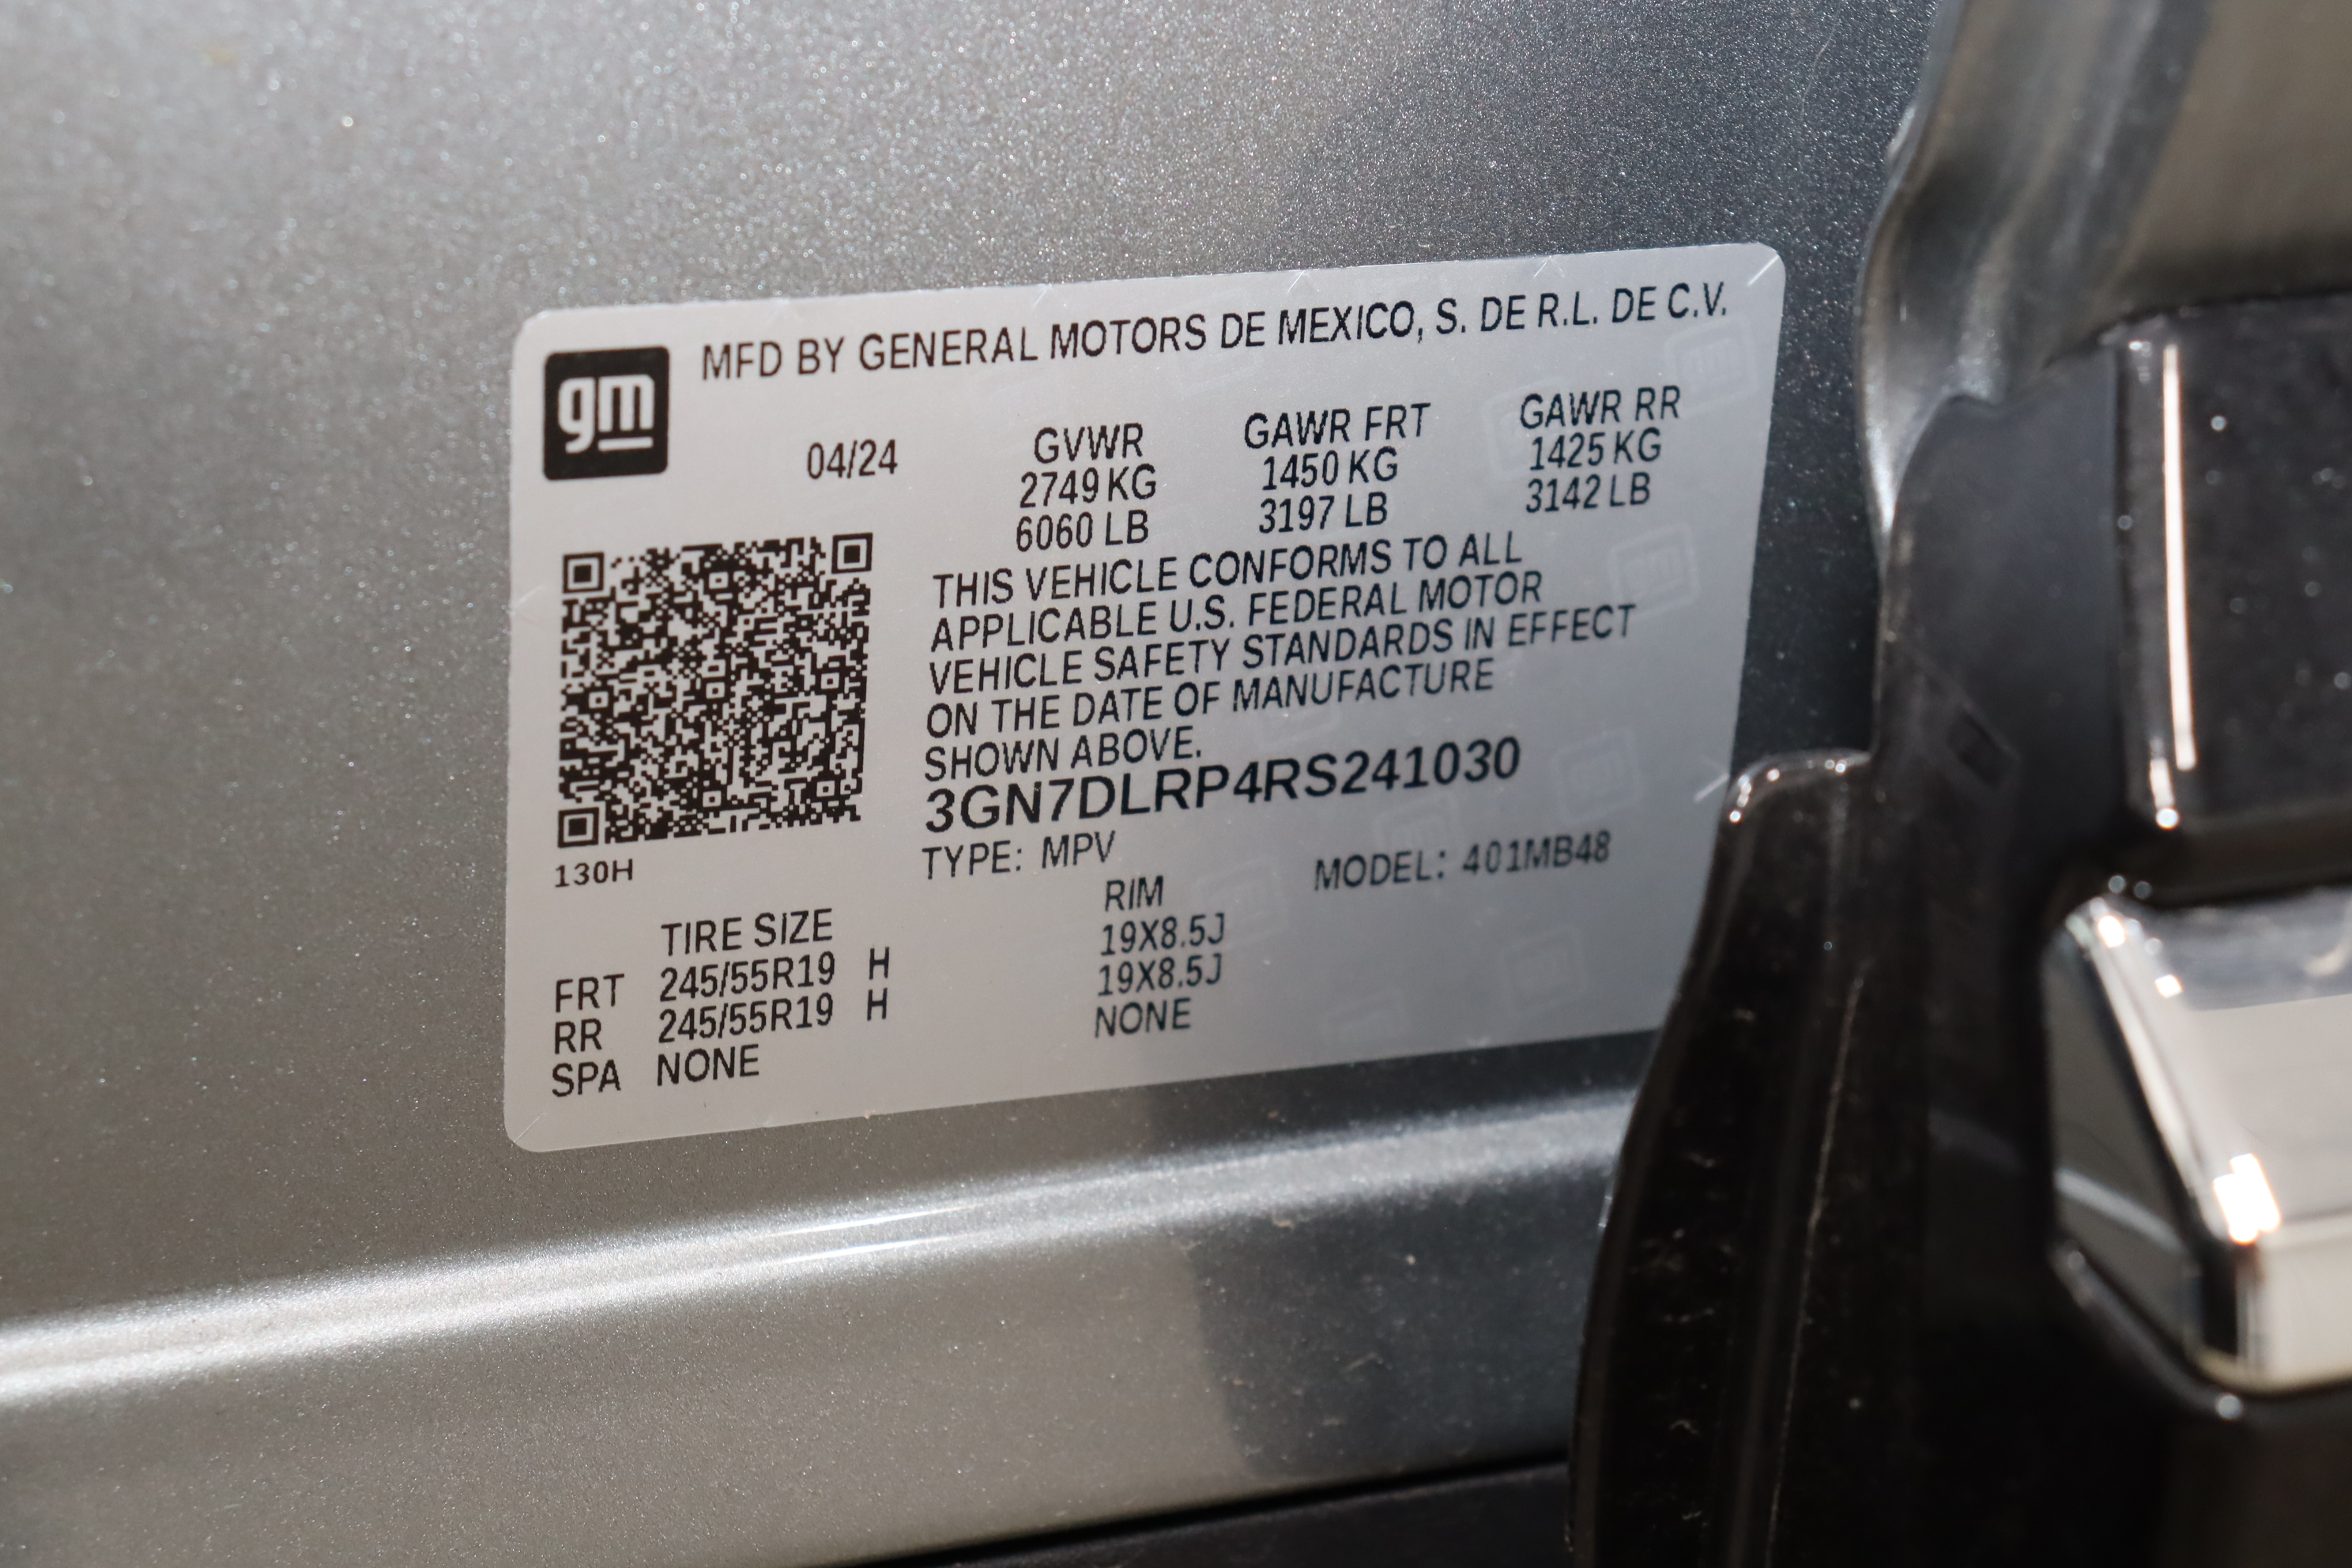 gm
MFD BY GENERAL MOTORS DE MEXICO, S. DE R.L. DE C.V.
04/24 GVWR GAWR FRT GAWR RR
2749 KG 1450 KG 1425 KG
6060 LB 3197 LB 3142 LB
THIS VEHICLE CONFORMS TO ALL
APPLICABLE U.S. FEDERAL MOTOR
VEHICLE SAFETY STANDARDS IN EFFECT
ON THE DATE OF MANUFACTURE
SHOWN ABOVE.
3GN7DLRP4RS241030
130H
TYPE: MPV MODEL: 401MB48
TIRE SIZE RIM
FRT 245/55R19 H 19X8.5J
RR 245/55R19 H 19X8.5J
SPA NONE NONE